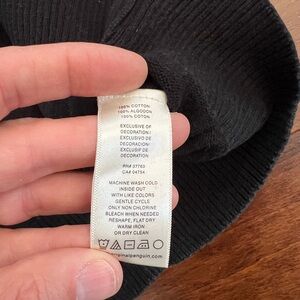 100% COTTON
100% ALGODON
100% COTON
EXCLUSIVE OF
DECORATION/
EXCLUSIVO DE
DECORACION/
EXCLUSIF DE
DECORATION
RN# 37763
CA# 04754
MACHINE WASH COLD
INSIDE OUT
WITH LIKE COLORS
GENTLE CYCLE
ONLY NON CHLORINE
BLEACH WHEN NEEDED
RESHAPE, FLAT DRY
WARM IRON
OR DRY CLEAN
originalpenguin.com